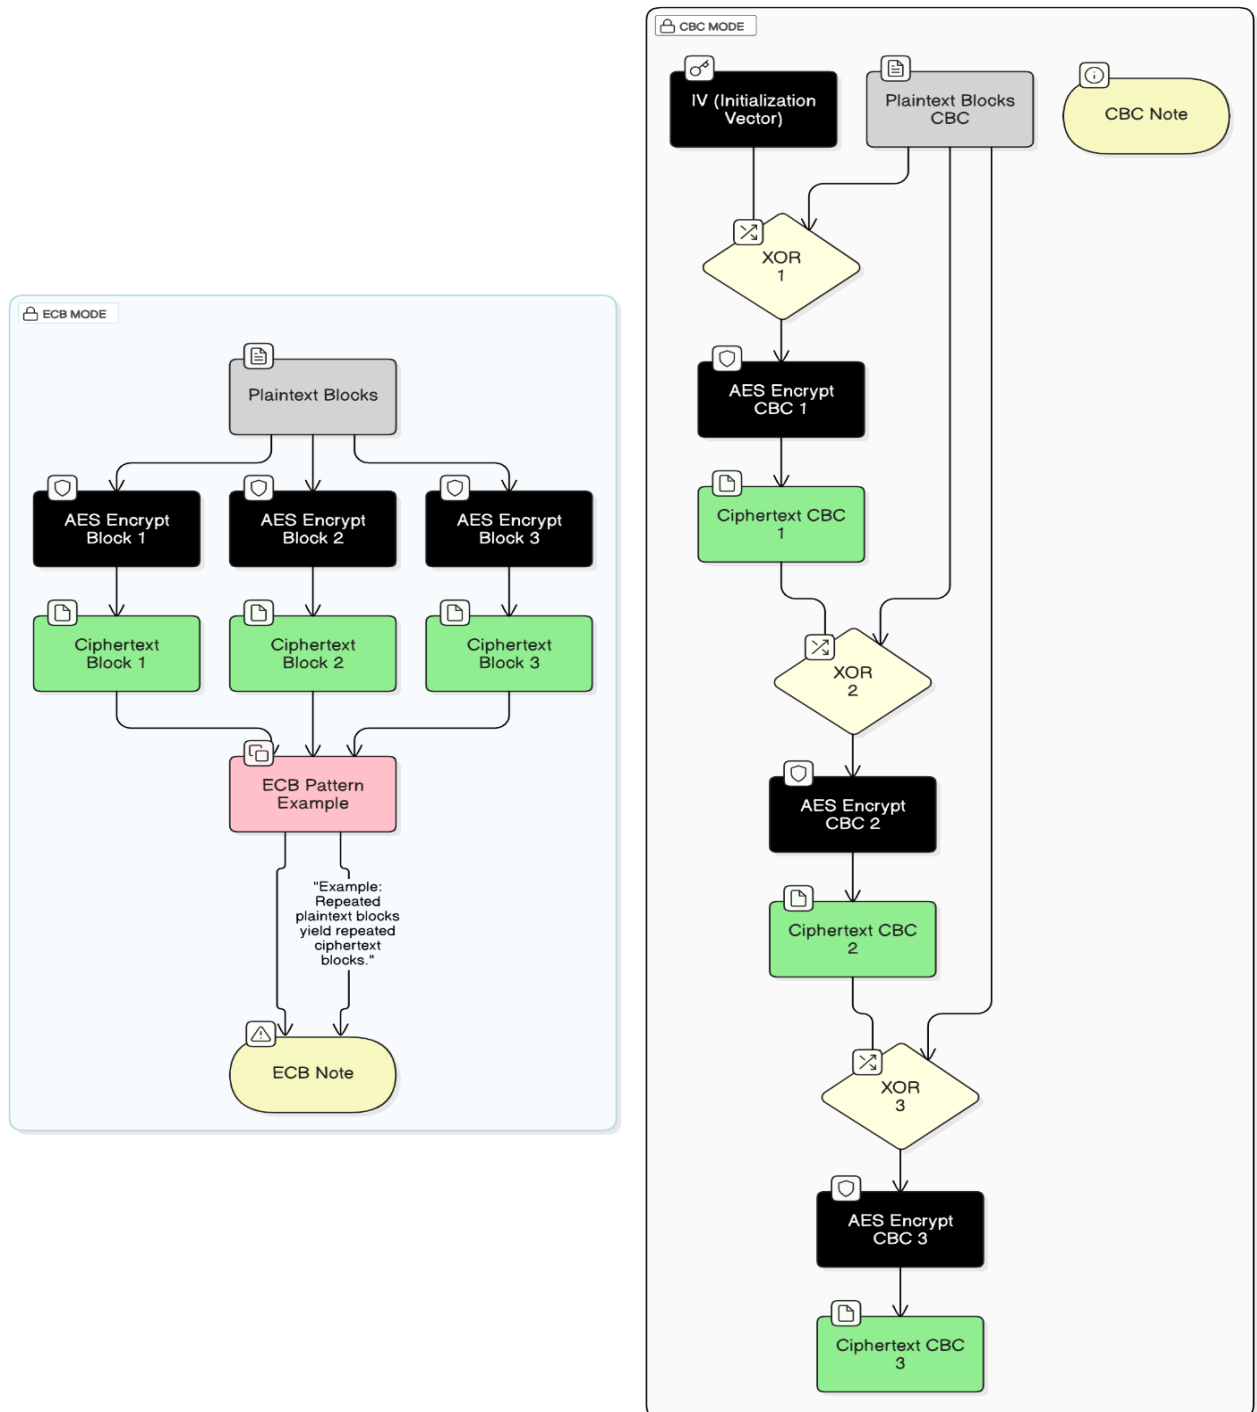 ECB MODE
Plaintext Blocks
AES Encrypt
Block 1
AES Encrypt
Block 2
AES Encrypt
Block 3
Ciphertext
Block 1
Ciphertext
Block 2
Ciphertext
Block 3
ECB Pattern
Example
"Example:
Repeated
plaintext blocks
yield repeated
ciphertext
blocks."
ECB Note
CBC MODE
IV (Initialization
Vector)
Plaintext Blocks
CBC
CBC Note
XOR
1
AES Encrypt
CBC 1
Ciphertext CBC
1
XOR
2
AES Encrypt
CBC 2
Ciphertext CBC
2
XOR
3
AES Encrypt
CBC 3
Ciphertext CBC
3